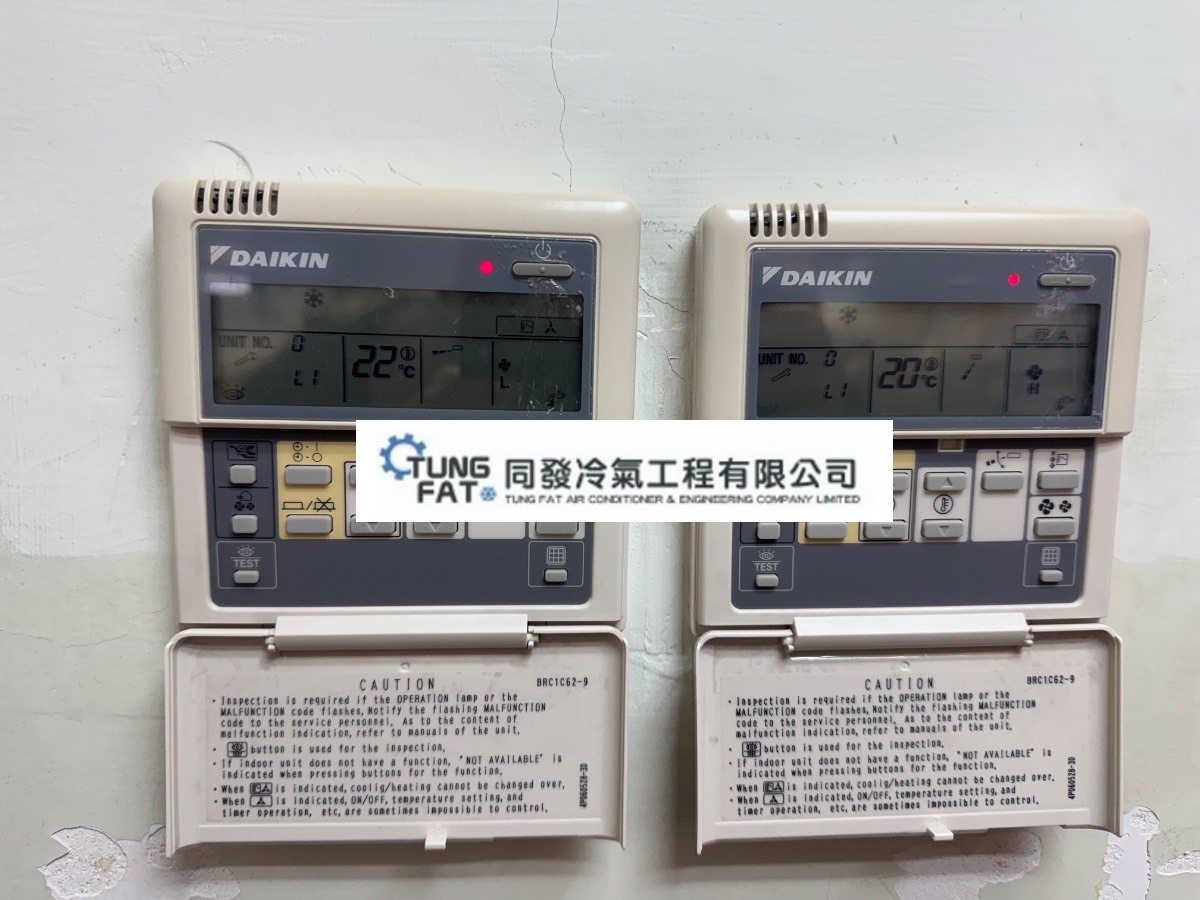 DAIKIN
UNIT NO. 0
L1
22 °C
L
TEST
CAUTION
BRC1C62-9
・Inspection is required if the OPERATION lamp or the
MALFUNCTION code flashes, Notify the flashing MALFUNCTION
code to the service personnel. As to the content of
malfunction indication, refer to manuals of the unit.
・ button is used for the inspection.
・If indoor unit does not have a function, "NOT AVAILABLE" is
indicated when pressing buttons for the function.
・When is indicated, coolig/heating cannot be changed over.
・When is indicated, ON/OFF, temperature setting, and
timer operation, etc, are sometimes impossible to control.
4P060528-3D
DAIKIN
UNIT NO. 0
L1
20 °C
H
TEST
CAUTION
BRC1C62-9
・Inspection is required if the OPERATION lamp or the
MALFUNCTION code flashes, Notify the flashing MALFUNCTION
code to the service personnel. As to the content of
malfunction indication, refer to manuals of the unit.
・ button is used for the inspection.
・If indoor unit does not have a function, "NOT AVAILABLE" is
indicated when pressing buttons for the function.
・When is indicated, coolig/heating cannot be changed over.
・When is indicated, ON/OFF, temperature setting, and
timer operation, etc, are sometimes impossible to control.
4P060528-3D
TUNG
FAT
同發冷氣工程有限公司
TUNG FAT AIR CONDITIONER & ENGINEERING COMPANY LIMITED